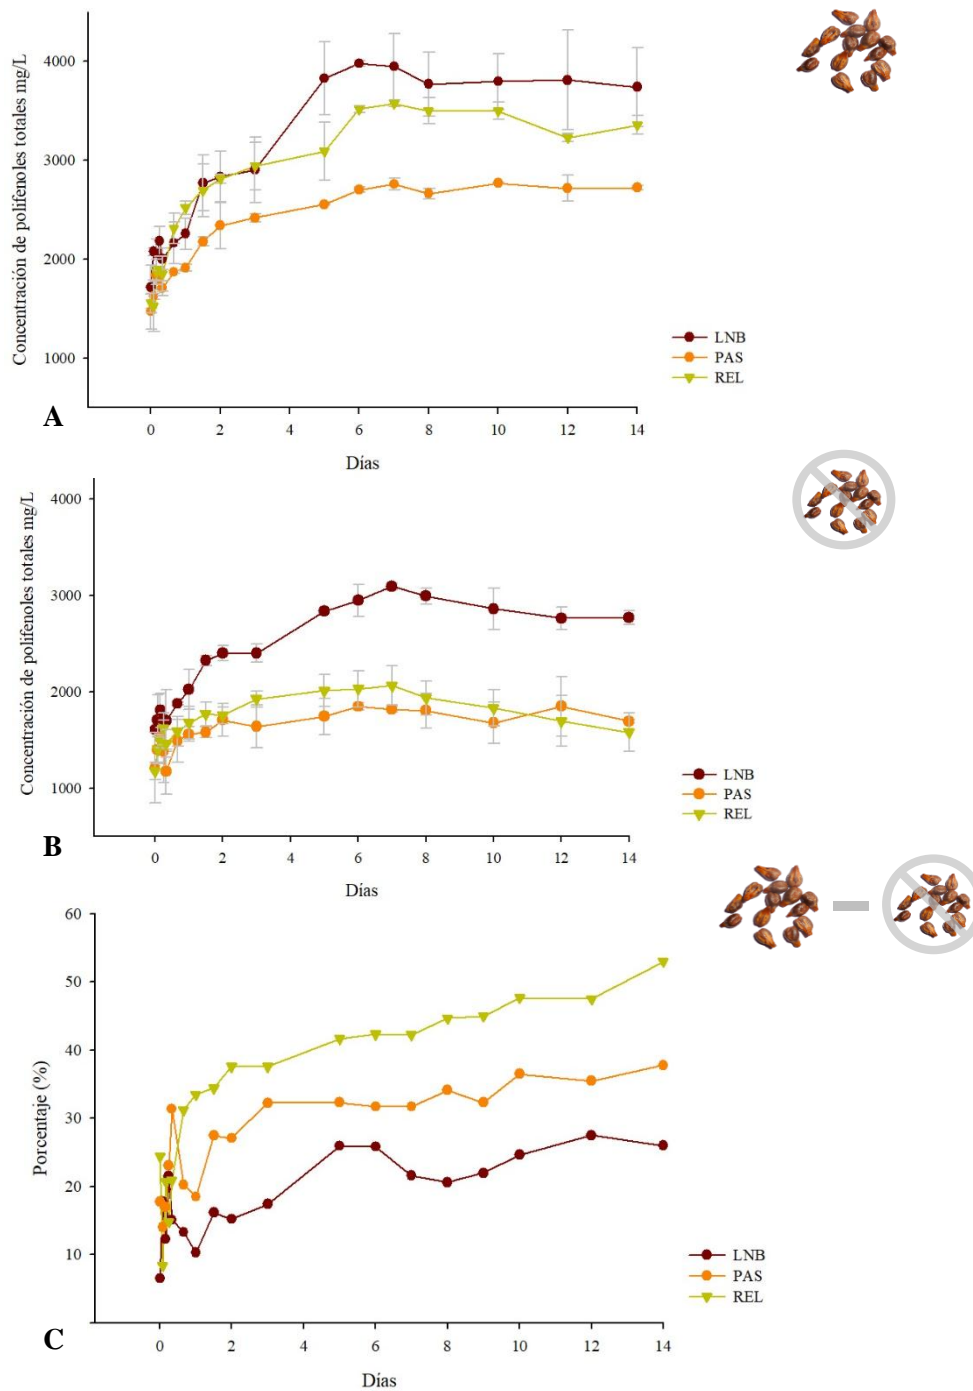 Concentración de polifenoles totales mg/L
4000
3000
2000
1000
LNB
PAS
REL
A
0 2 4 6 8 10 12 14
Días
Concentración de polifenoles totales mg/L
4000
3000
2000
1000
LNB
PAS
REL
B
0 2 4 6 8 10 12 14
Días
Porcentaje (%)
60
50
40
30
20
10
LNB
PAS
REL
C
0 2 4 6 8 10 12 14
Días